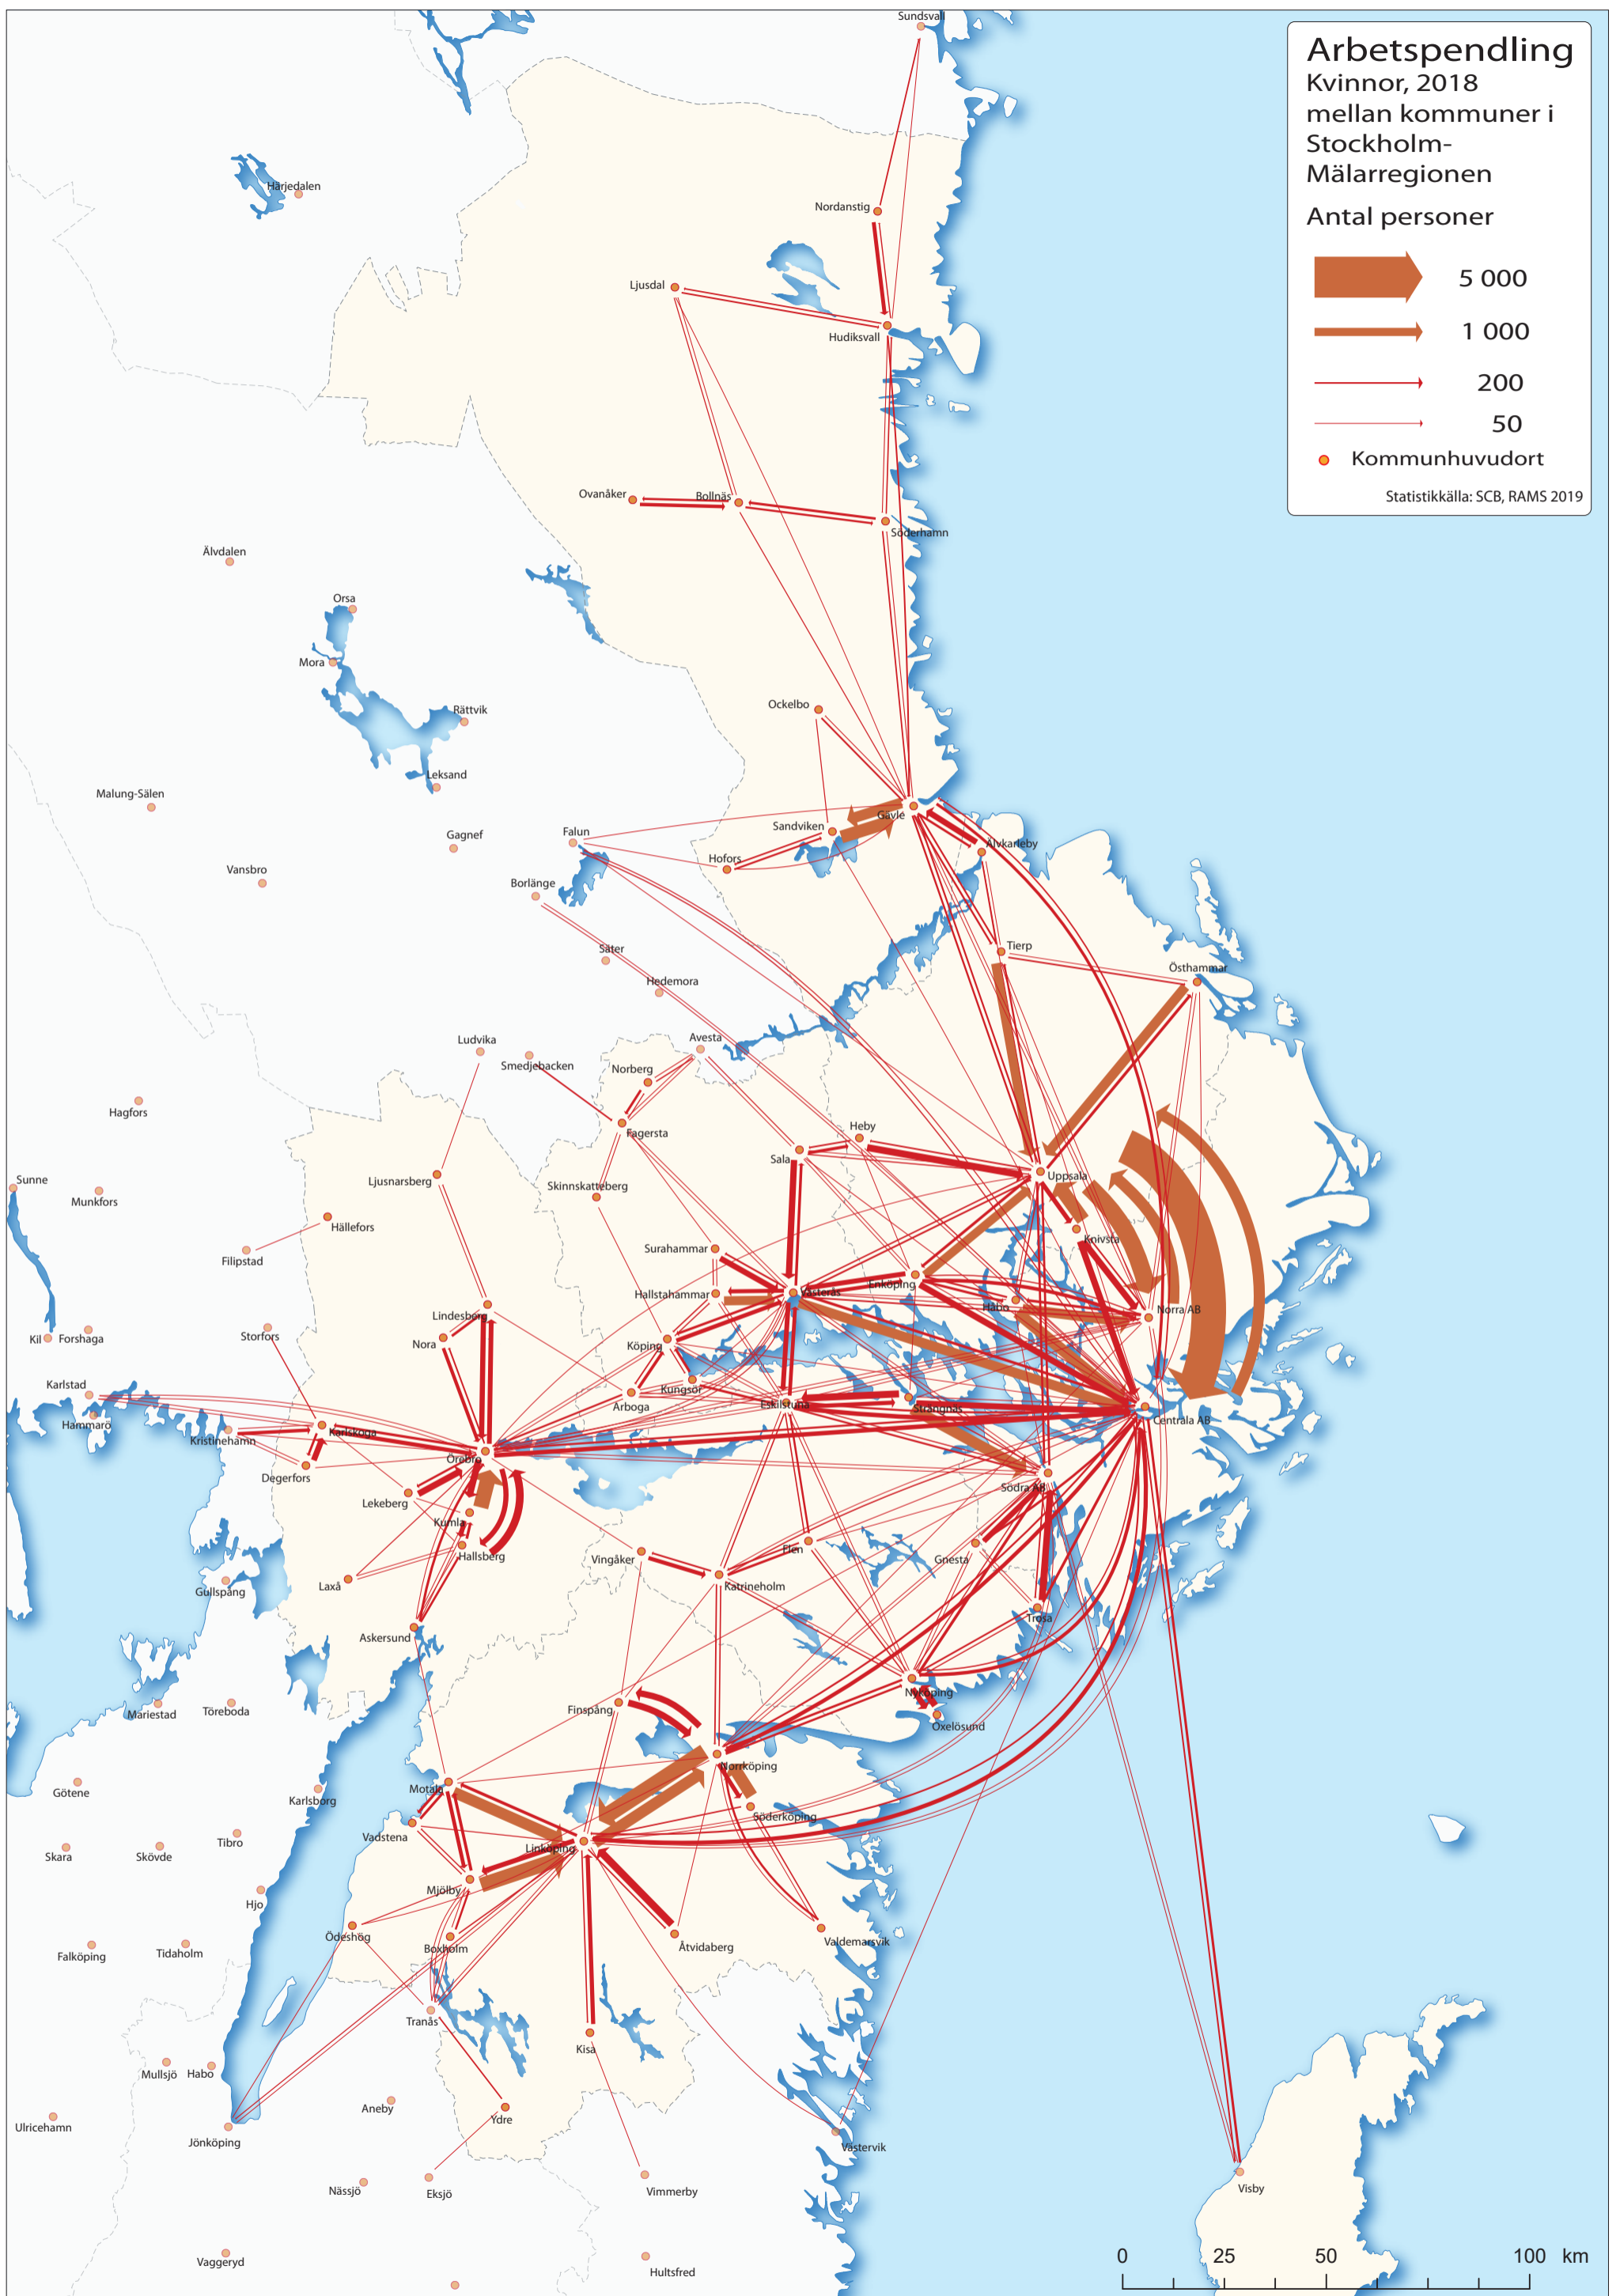 Arbetspendling
Kvinnor, 2018
mellan kommuner i
Stockholm-
Mälarregionen
Antal personer
5 000
1 000
200
50
Kommunhuvudort
Statistikkälla: SCB, RAMS 2019
Sundsvall
Härjedalen
Nordanstig
Ljusdal
Hudiksvall
Ovanåker
Bollnäs
Söderhamn
Älvdalen
Orsa
Mora
Rättvik
Ockelbo
Leksand
Malung-Sälen
Gävle
Sandviken
Gagnef
Falun
Älvkarleby
Hofors
Vansbro
Borlänge
Tierp
Säter
Östhammar
Hedemora
Ludvika
Avesta
Smedjebacken
Norberg
Hagfors
Heby
Fagersta
Sala
Uppsala
Sunne
Ljusnarsberg
Skinnskatteberg
Munkfors
Hällefors
Knivsta
Surahammar
Filipstad
Enköping
Västerås
Hallstahammar
Håbo
Norra AB
Lindesberg
Storfors
Kil
Forshaga
Nora
Köping
Karlstad
Kungsör
Arboga
Eskilstuna
Strängnäs
Centrala AB
Hammarö
Karlskoga
Kristinehamn
Örebro
Degerfors
Södra AB
Lekeberg
Kumla
Flen
Hallsberg
Vingåker
Gnesta
Laxå
Katrineholm
Gullspång
Trosa
Askersund
Nyköping
Finspång
Töreboda
Mariestad
Oxelösund
Norrköping
Motala
Götene
Karlsborg
Söderköping
Vadstena
Tibro
Linköping
Skara
Skövde
Mjölby
Hjo
Ödeshög
Valdemarsvik
Åtvidaberg
Boxholm
Falköping
Tidaholm
Tranås
Kisa
Mullsjö
Habo
Aneby
Ydre
Ulricehamn
Jönköping
Västervik
Visby
Nässjö
Eksjö
Vimmerby
Vaggeryd
Hultsfred
0 25 50 100 km